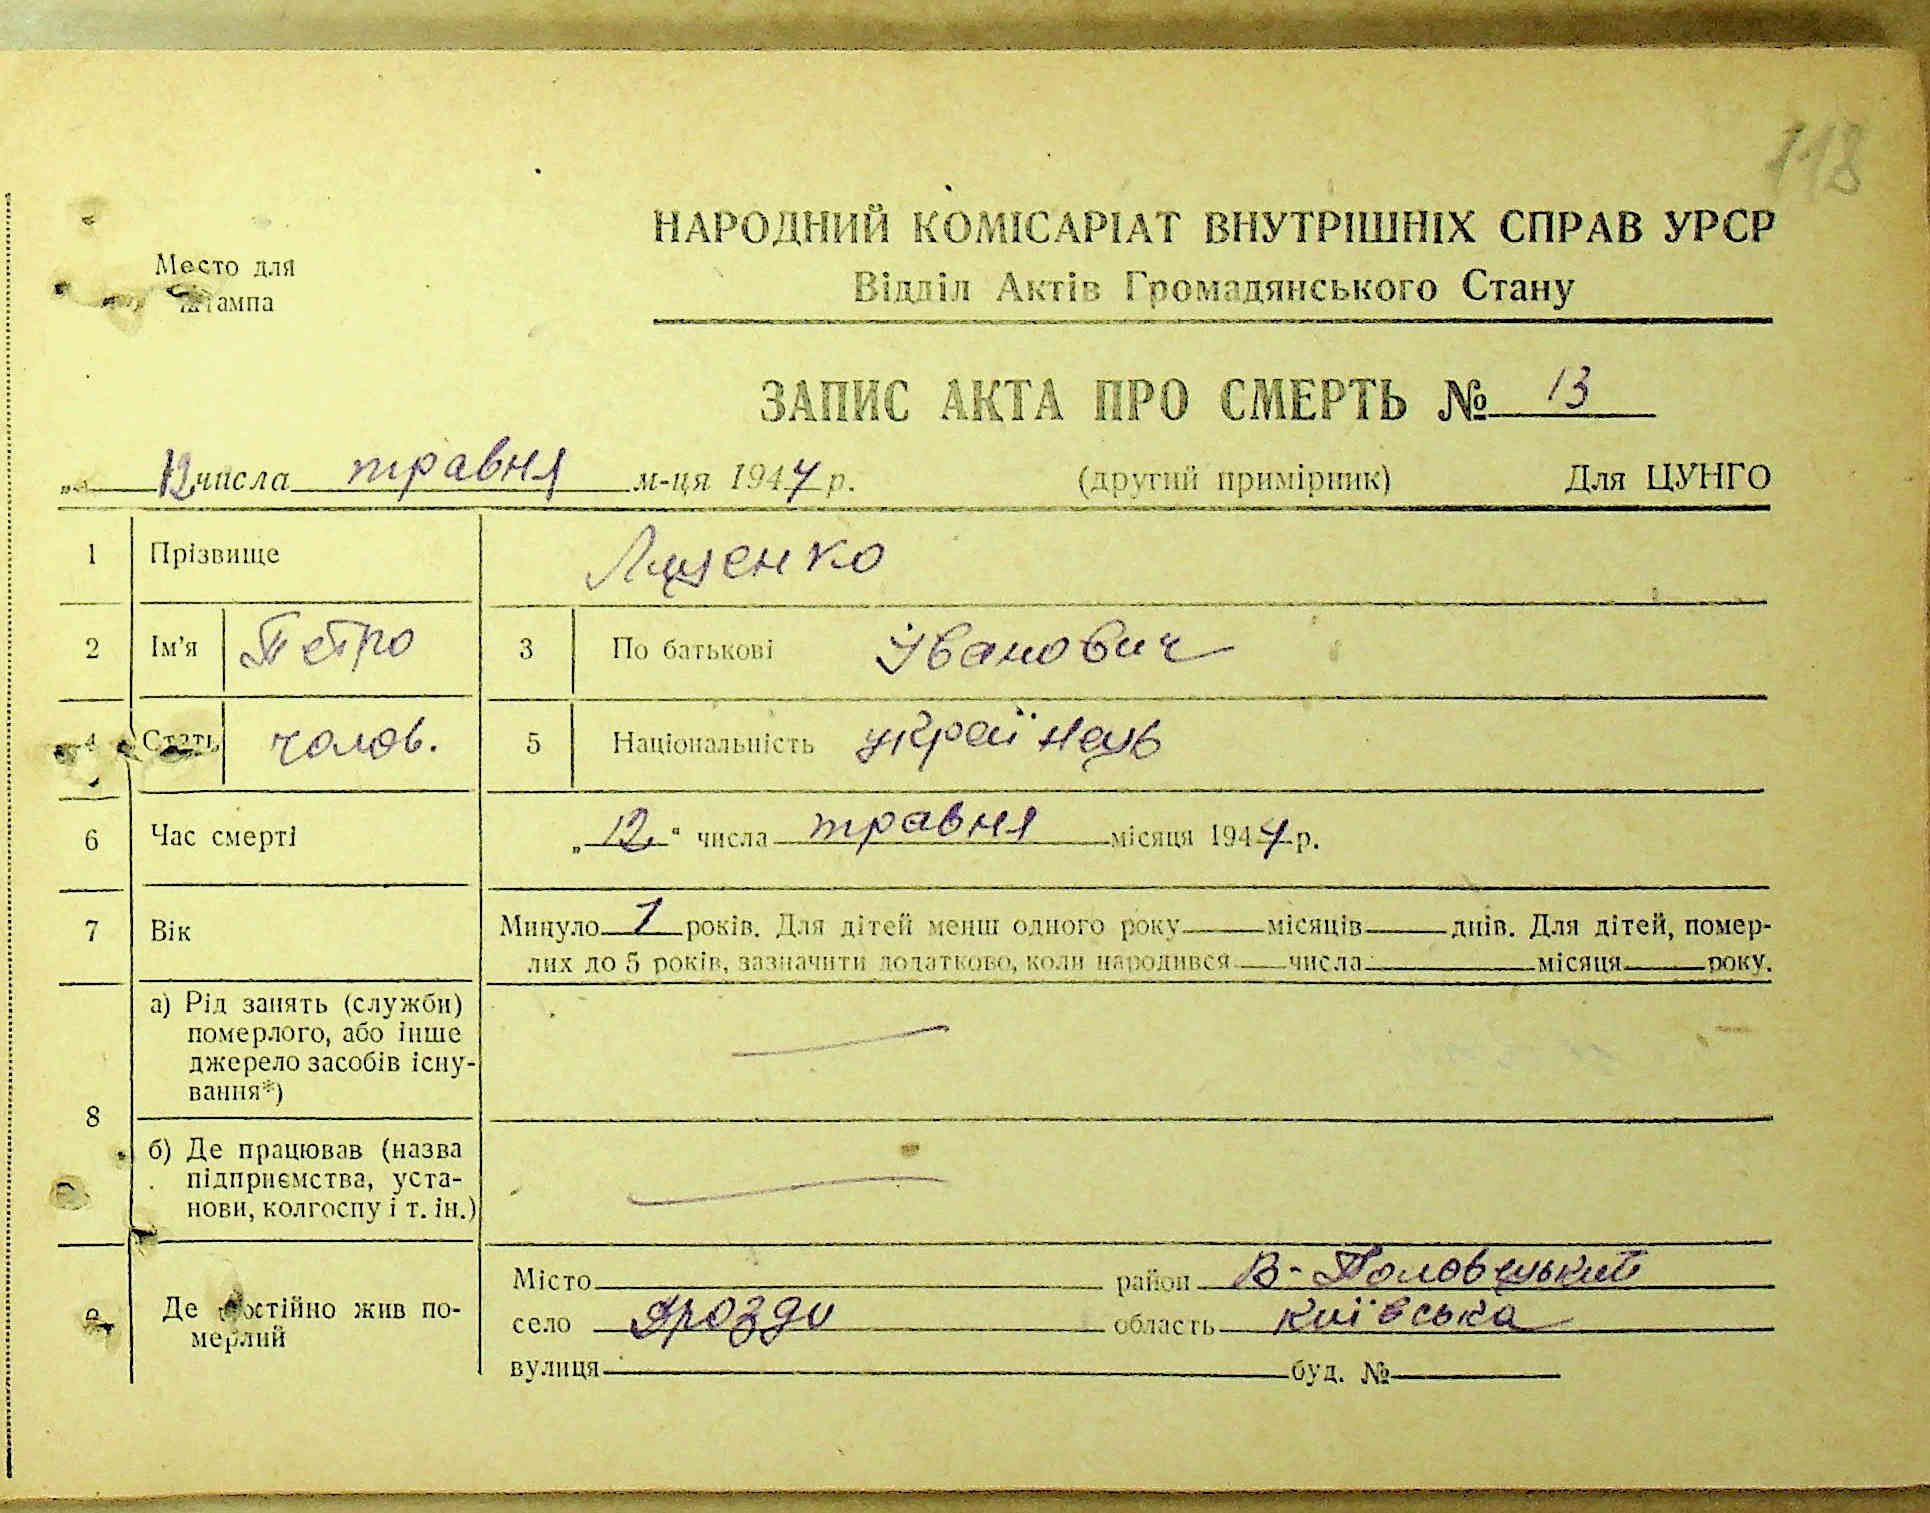 118
Место для
штампа
НАРОДНИЙ КОМІСАРІАТ ВНУТРІШНІХ СПРАВ УРСР
Відділ Актів Громадянського Стану
ЗАПИС АКТА ПРО СМЕРТЬ № 13
„ 12 числа травня м-ця 1947 р. (другий примірник) Для ЦУНГО
1 Прізвище Лященко
2 Ім'я Петро 3 По батькові Іванович
4 Стать чолов. 5 Національність українець
6 Час смерті „12“ числа травня місяця 1947 р.
7 Вік Минуло 1 років. Для дітей менш одного року місяців днів. Для дітей, помер-
лих до 5 років, зазначити додатково, коли народився числа місяця року.
8 а) Рід занять (служби)
померлого, або інше
джерело засобів існу-
вання*)
б) Де працював (назва
підприємства, уста-
нови, колгоспу і т. ін.)
9 Де постійно жив по-
мерлий
Місто район В-Половецький
село Дрозди область київська
вулиця буд. №